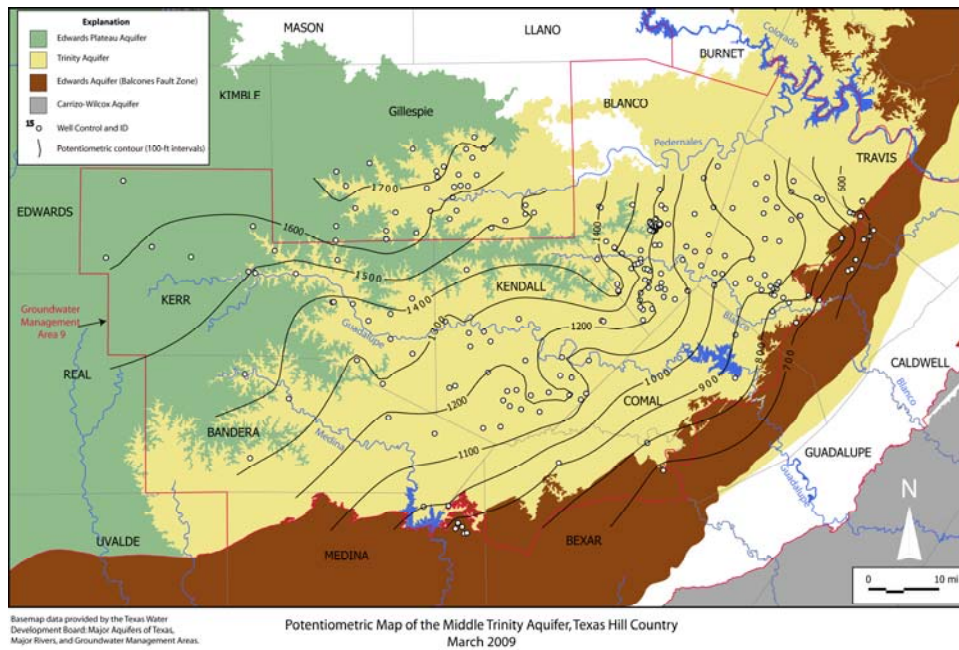 Explanation
Edwards Plateau Aquifer
Trinity Aquifer
Edwards Aquifer (Balcones Fault Zone)
Carrizo-Wilcox Aquifer
15
Well Control and ID
Potentiometric contour (100-ft intervals)
MASON
LLANO
BURNET
Colorado
KIMBLE
Gillespie
BLANCO
Pedernales
TRAVIS
EDWARDS
1700
1600
1500
1400
500
KERR
KENDALL
1400
1300
Groundwater
Management
Area 9
Guadalupe
1200
Blanco
REAL
1000
900
800
700
CALDWELL
Blanco
COMAL
1200
BANDERA
Medina
1100
GUADALUPE
Guadalupe
N
UVALDE
MEDINA
BEXAR
0 10 mi
Basemap data provided by the Texas Water
Development Board: Major Aquifers of Texas,
Major Rivers, and Groundwater Management Areas.
Potentiometric Map of the Middle Trinity Aquifer, Texas Hill Country
March 2009